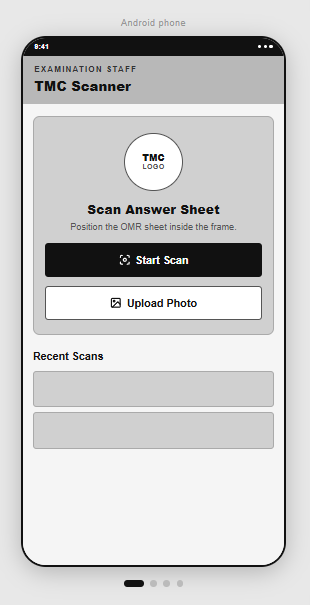 Android phone
9:41
EXAMINATION STAFF
TMC Scanner
TMC
LOGO
Scan Answer Sheet
Position the OMR sheet inside the frame.
Start Scan
Upload Photo
Recent Scans